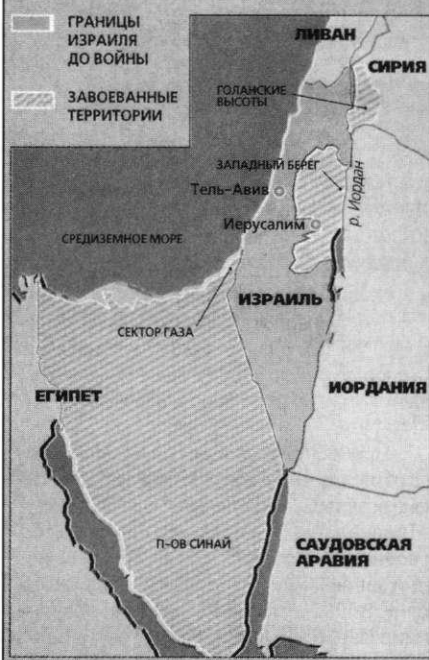 ГРАНИЦЫ
ИЗРАИЛЯ
ДО ВОЙНЫ
ЗАВОЕВАННЫЕ
ТЕРРИТОРИИ
ЛИВАН
СИРИЯ
ГОЛАНСКИЕ
ВЫСОТЫ
ЗАПАДНЫЙ БЕРЕГ
Тель-Авив
р. Иордан
Иерусалим
СРЕДИЗЕМНОЕ МОРЕ
ИЗРАИЛЬ
СЕКТОР ГАЗА
ЕГИПЕТ
ИОРДАНИЯ
П-ОВ СИНАЙ
САУДОВСКАЯ
АРАВИЯ